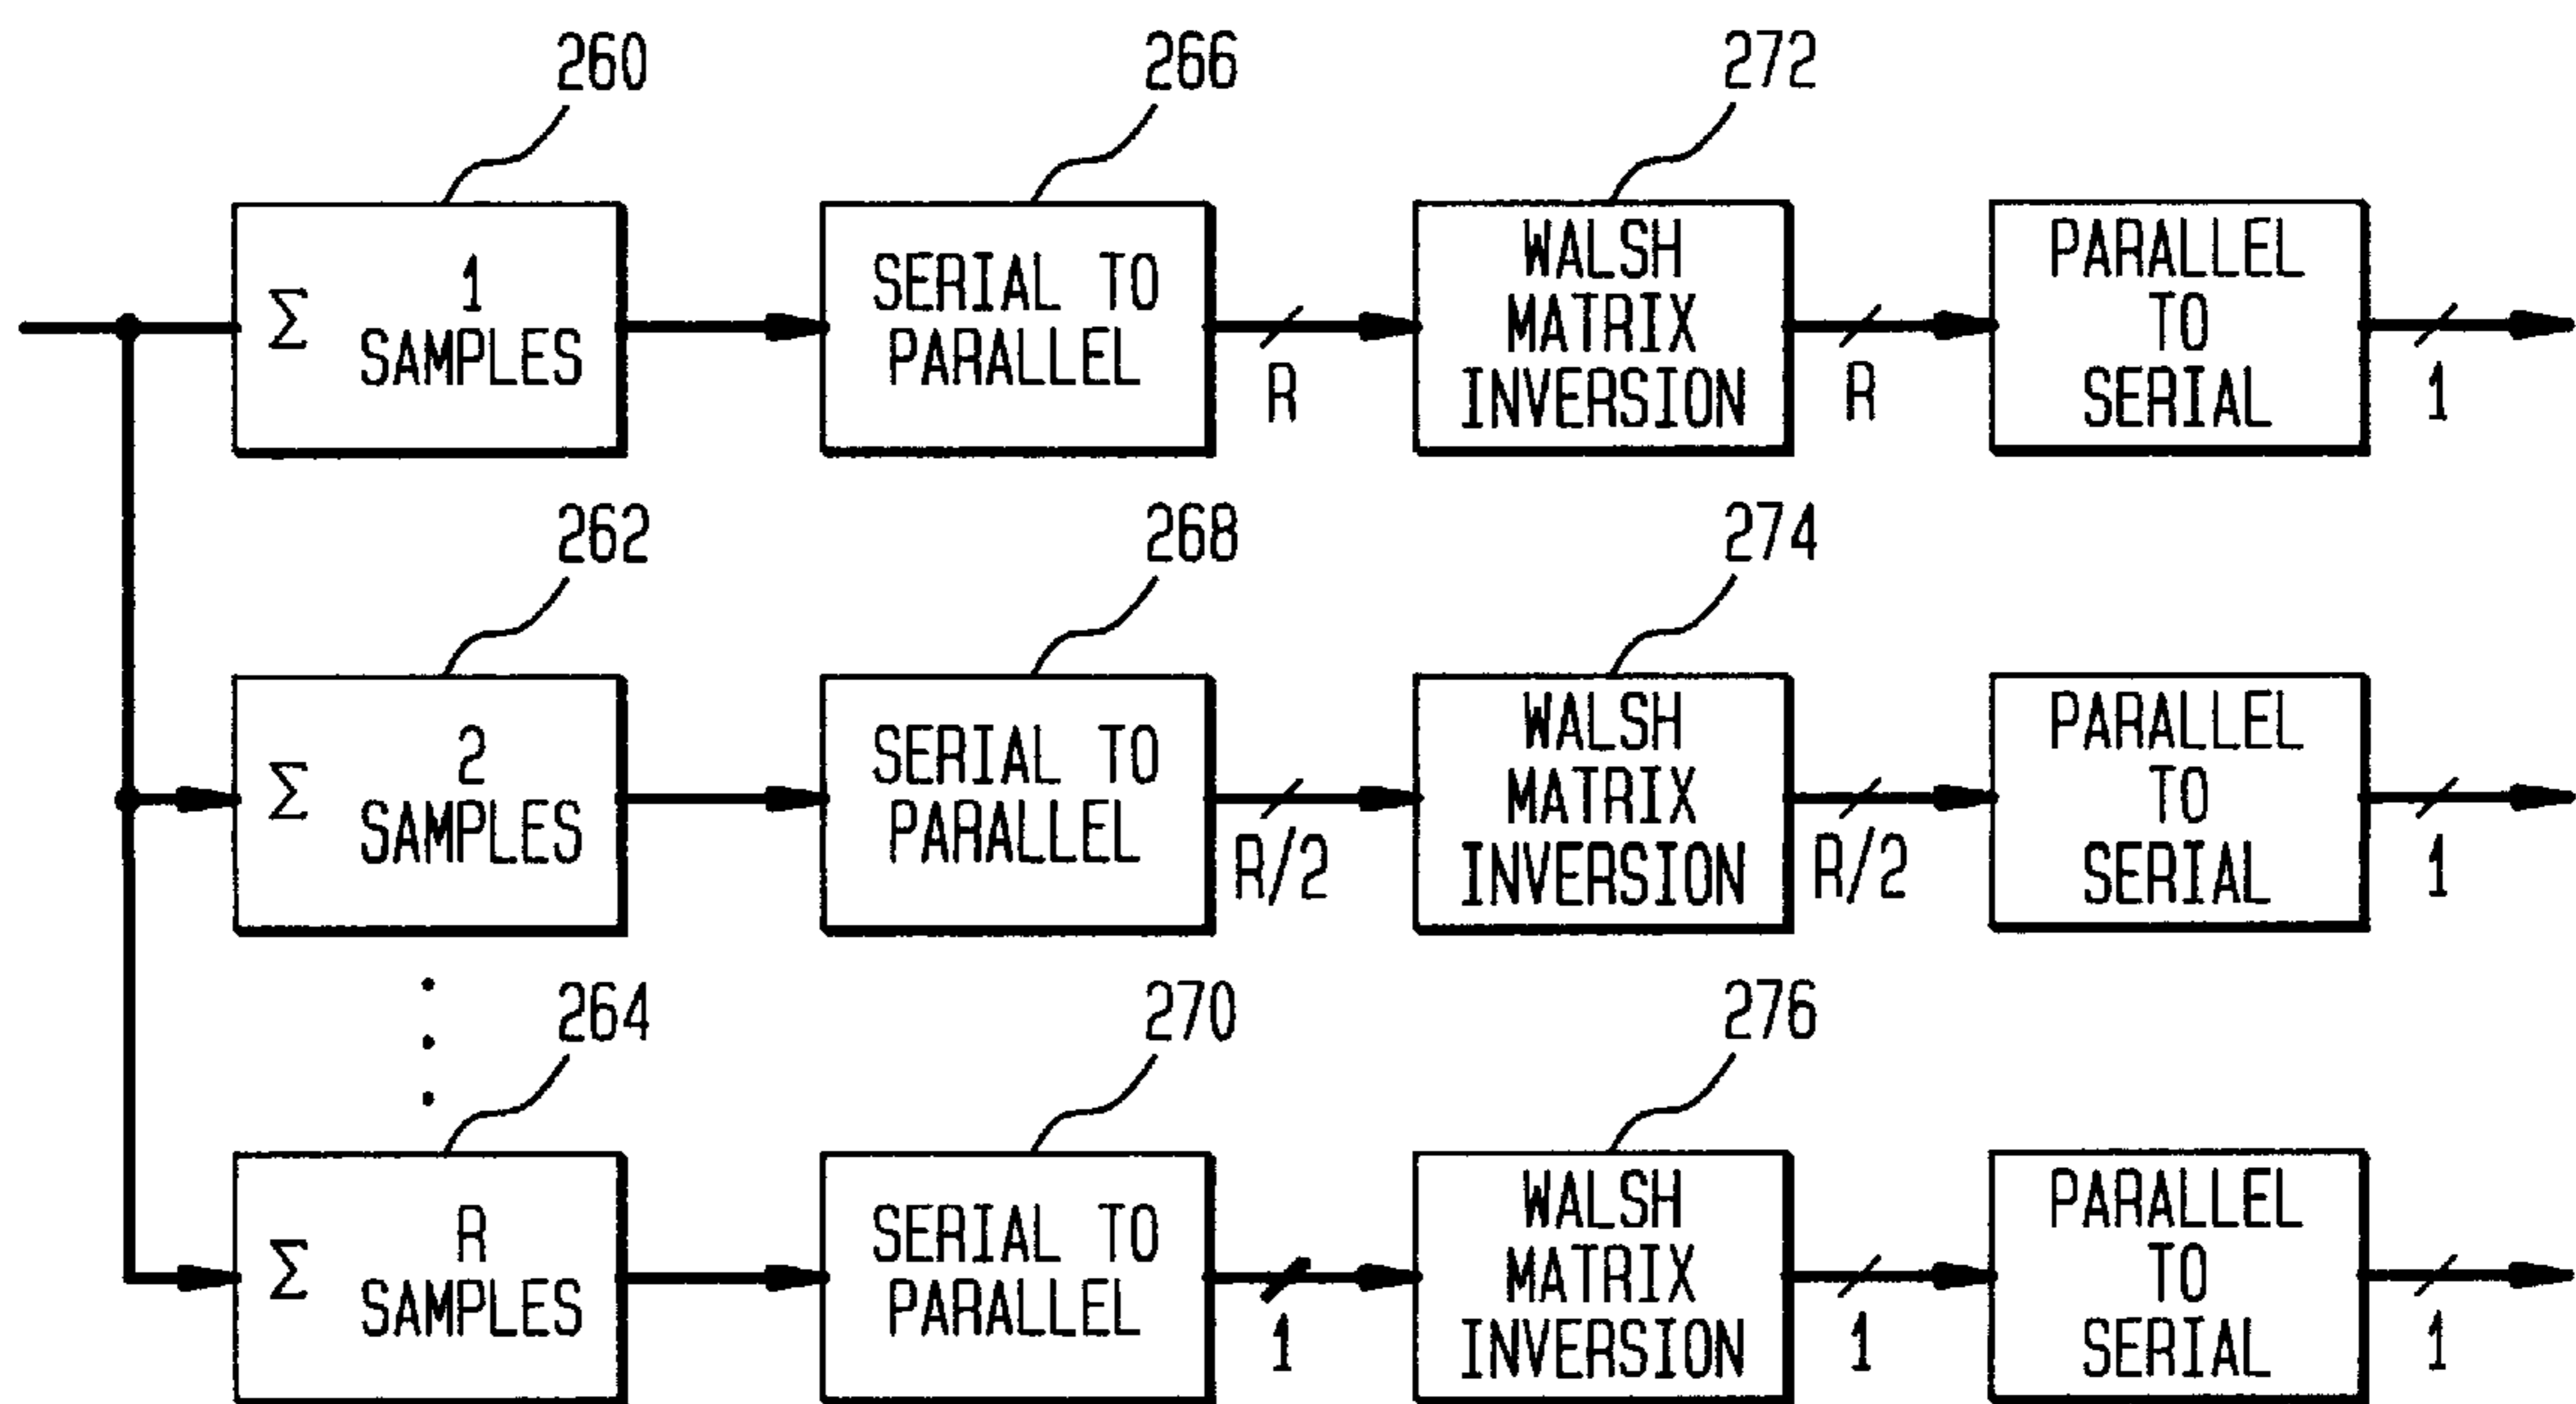 260
266
272
Σ 1
SAMPLES
SERIAL TO
PARALLEL
R
WALSH
MATRIX
INVERSION
R
PARALLEL
TO
SERIAL
1
262
268
274
Σ 2
SAMPLES
SERIAL TO
PARALLEL
R/2
WALSH
MATRIX
INVERSION
R/2
PARALLEL
TO
SERIAL
1
264
270
276
Σ R
SAMPLES
SERIAL TO
PARALLEL
1
WALSH
MATRIX
INVERSION
1
PARALLEL
TO
SERIAL
1